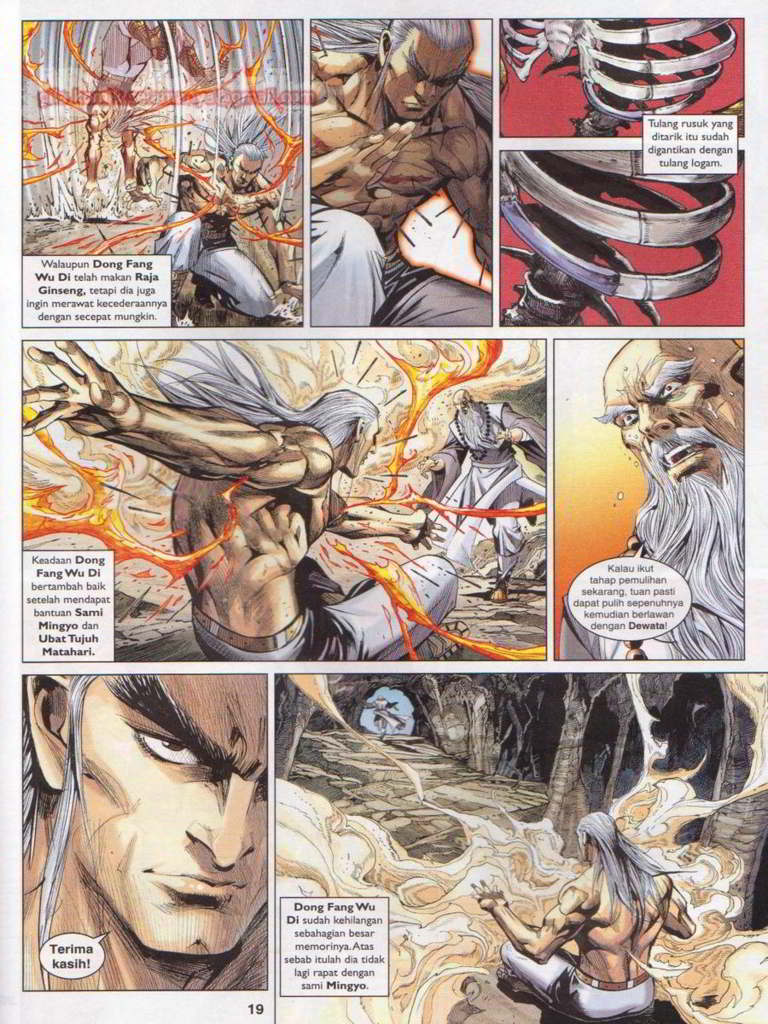 Walaupun Dong Fang
Wu Di telah makan Raja
Ginseng, tetapi dia juga
ingin merawat kecederaannya
dengan secepat mungkin.
Tulang rusuk yang
ditarik itu sudah
digantikan dengan
tulang logam.
Keadaan Dong
Fang Wu Di
bertambah baik
setelah mendapat
bantuan Sami
Mingyo dan
Ubat Tujuh
Matahari.
Kalau ikut
tahap pemulihan
sekarang, tuan pasti
dapat pulih sepenuhnya
kemudian berlawan
dengan Dewata!
Terima
kasih!
Dong Fang Wu
Di sudah kehilangan
sebahagian besar
memorinya. Atas
sebab itulah dia tidak
lagi rapat dengan
sami Mingyo.
19